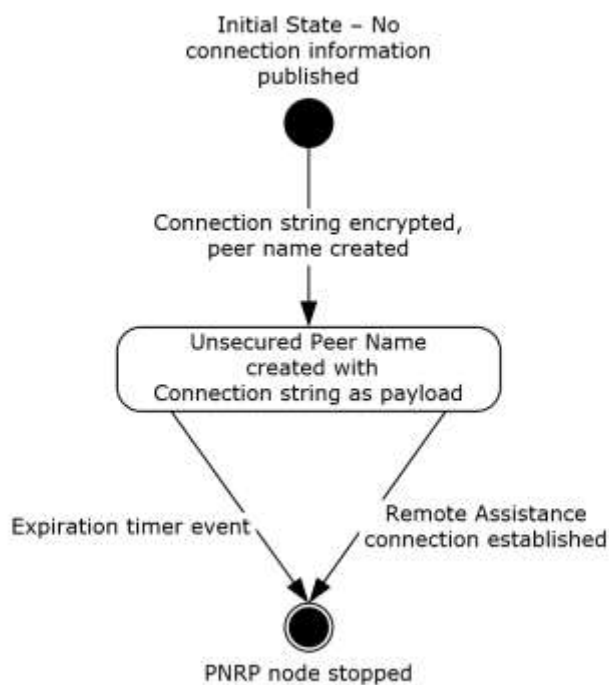 Initial State – No
connection information
published
Connection string encrypted,
peer name created
Unsecured Peer Name
created with
Connection string as payload
Expiration timer event
Remote Assistance
connection established
PNRP node stopped